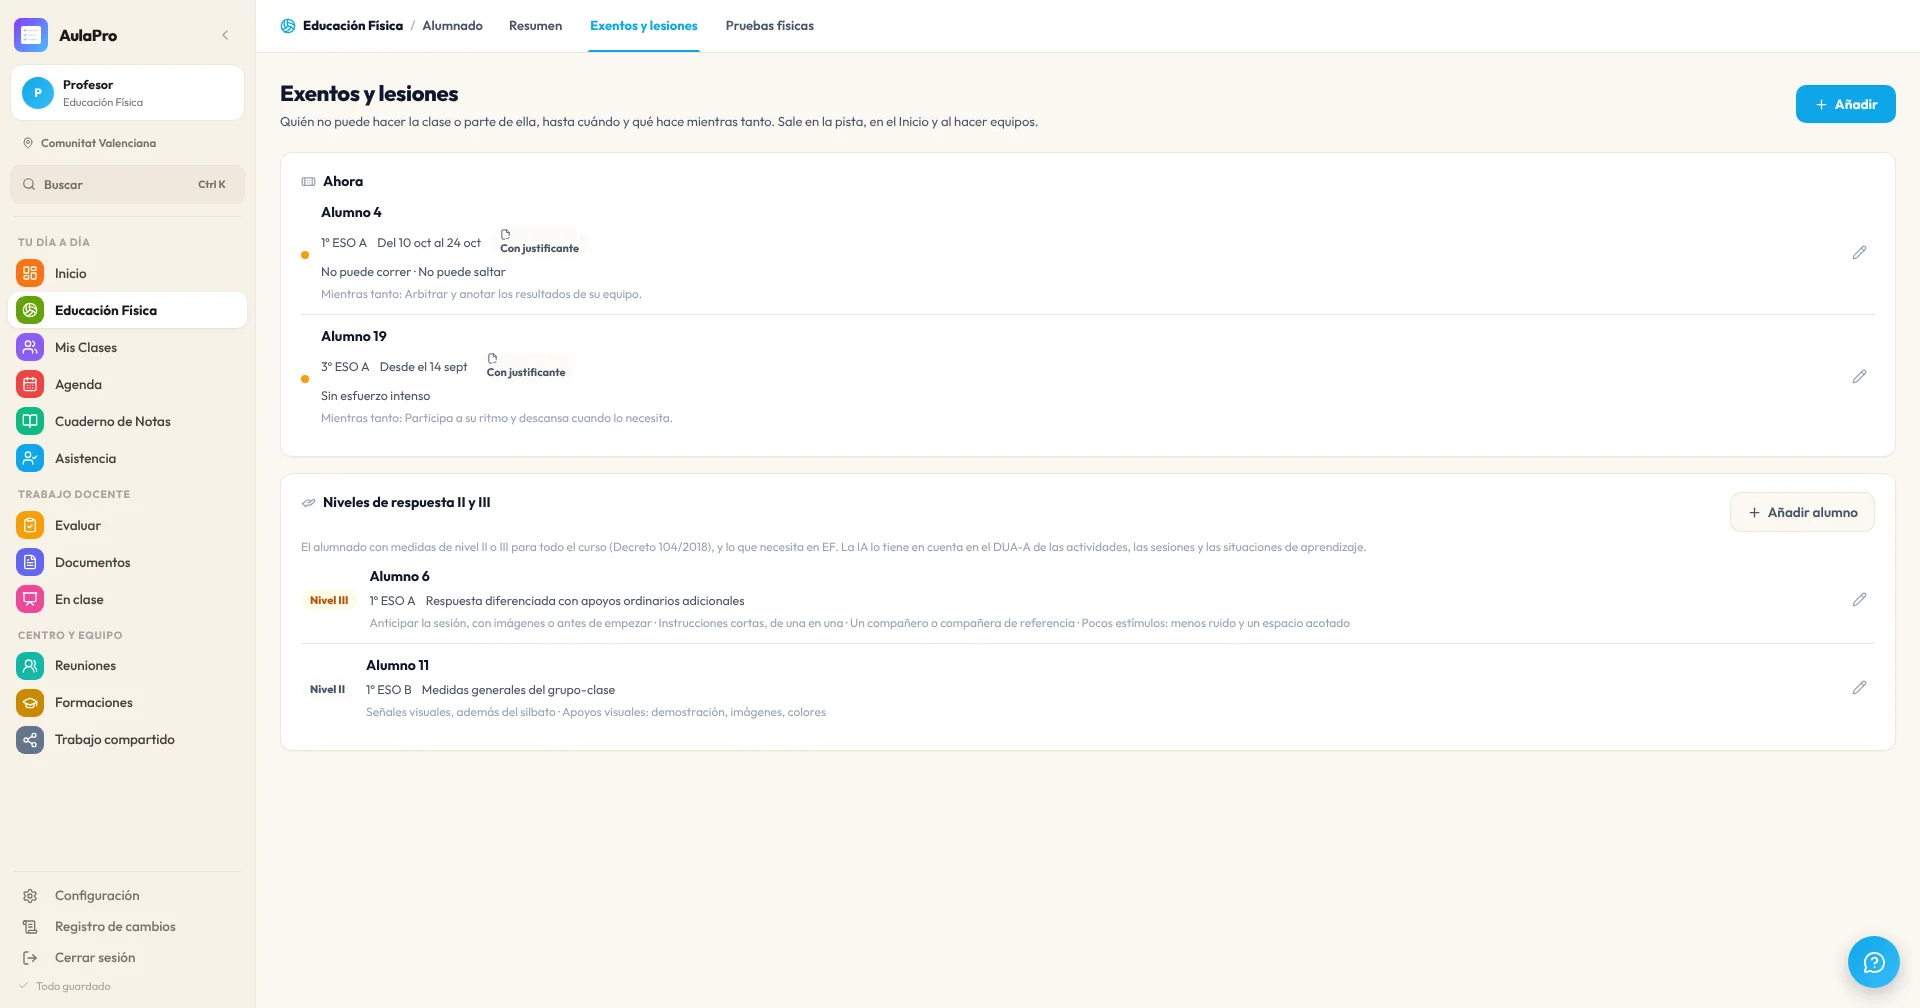 AulaPro
P
Profesor
Educación Física
Comunitat Valenciana
Buscar
Ctrl K
TU DÍA A DÍA
Inicio
Educación Física
Mis Clases
Agenda
Cuaderno de Notas
Asistencia
TRABAJO DOCENTE
Evaluar
Documentos
En clase
CENTRO Y EQUIPO
Reuniones
Formaciones
Trabajo compartido
Configuración
Registro de cambios
Cerrar sesión
Todo guardado
Educación Física / Alumnado Resumen Exentos y lesiones Pruebas físicas
Exentos y lesiones
Quién no puede hacer la clase o parte de ella, hasta cuándo y qué hace mientras tanto. Sale en la pista, en el Inicio y al hacer equipos.
+ Añadir
Ahora
Alumno 4
1º ESO A Del 10 oct al 24 oct Con justificante
No puede correr · No puede saltar
Mientras tanto: Arbitrar y anotar los resultados de su equipo.
Alumno 19
3º ESO A Desde el 14 sept Con justificante
Sin esfuerzo intenso
Mientras tanto: Participa a su ritmo y descansa cuando lo necesita.
Niveles de respuesta II y III
+ Añadir alumno
El alumnado con medidas de nivel II o III para todo el curso (Decreto 104/2018), y lo que necesita en EF. La IA lo tiene en cuenta en el DUA-A de las actividades, las sesiones y las situaciones de aprendizaje.
Alumno 6
Nivel III 1º ESO A Respuesta diferenciada con apoyos ordinarios adicionales
Anticipar la sesión, con imágenes o antes de empezar · Instrucciones cortas, de una en una · Un compañero o compañera de referencia · Pocos estímulos: menos ruido y un espacio acotado
Alumno 11
Nivel II 1º ESO B Medidas generales del grupo-clase
Señales visuales, además del silbato · Apoyos visuales: demostración, imágenes, colores